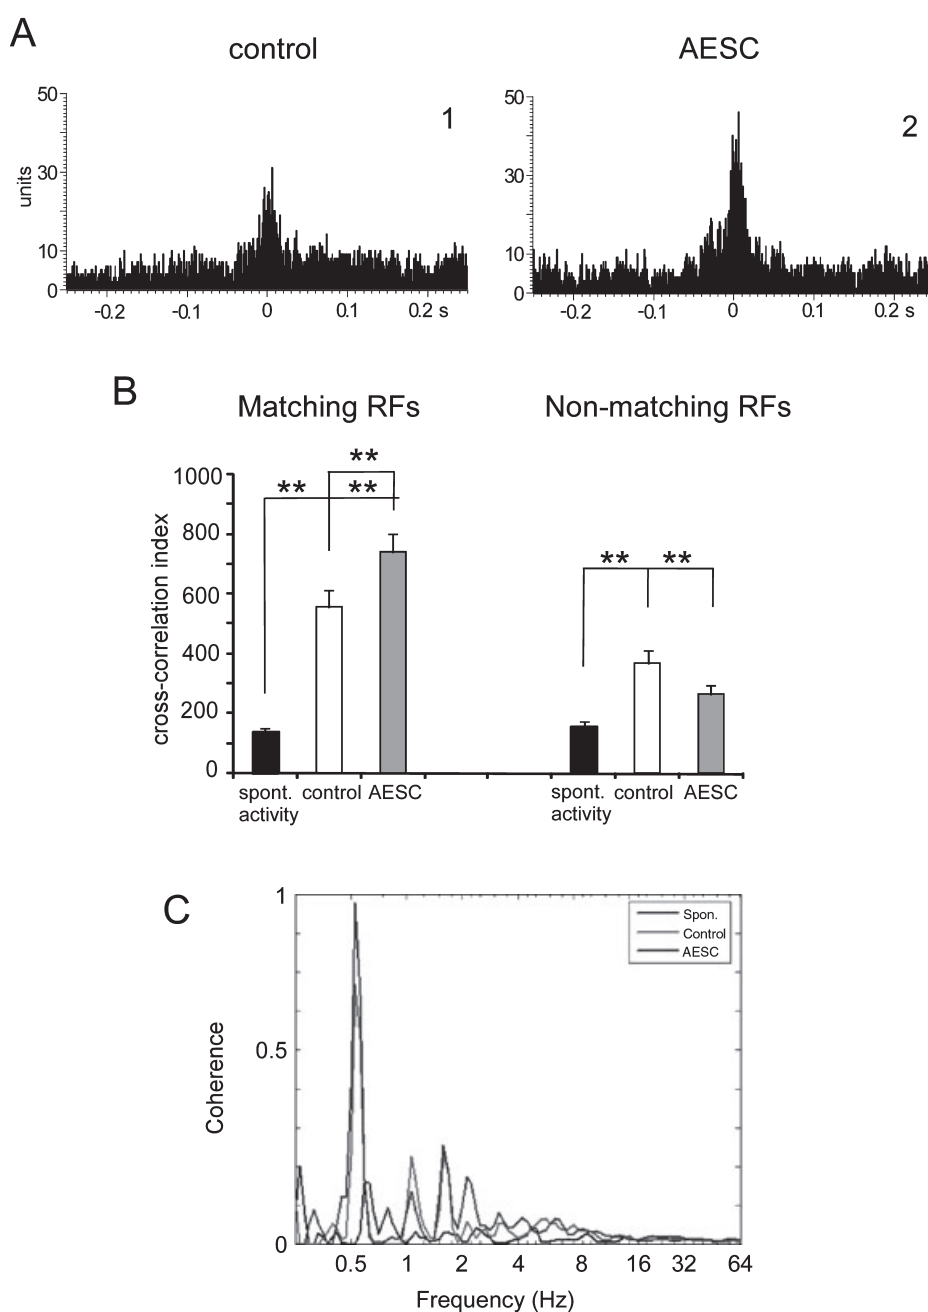 A
control
AESC
50
30
10
0
units
1
-0.2 -0.1 0 0.1 0.2 s
50
30
10
0
2
-0.2 -0.1 0 0.1 0.2 s
B
Matching RFs
Non-matching RFs
cross-correlation index
1000
800
600
400
200
0
**
** **
** **
spont. activity
control
AESC
spont. activity
control
AESC
C
Coherence
1
0.5
0
Spon.
Control
AESC
0.5 1 2 4 8 16 32 64
Frequency (Hz)